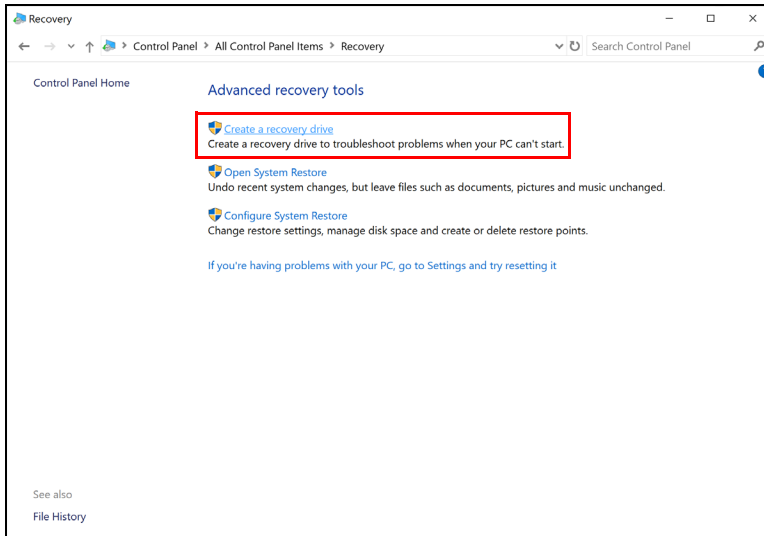 Recovery
Control Panel > All Control Panel Items > Recovery
Search Control Panel
Control Panel Home
Advanced recovery tools
Create a recovery drive
Create a recovery drive to troubleshoot problems when your PC can't start.
Open System Restore
Undo recent system changes, but leave files such as documents, pictures and music unchanged.
Configure System Restore
Change restore settings, manage disk space and create or delete restore points.
If you're having problems with your PC, go to Settings and try resetting it
See also
File History